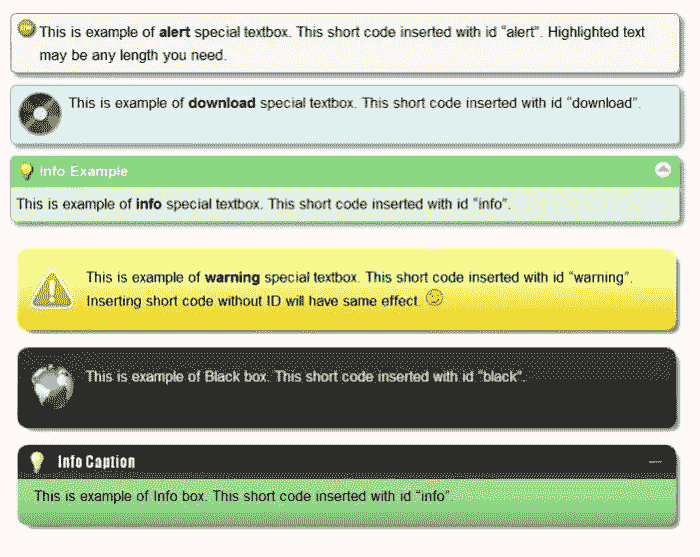 This is example of alert special textbox. This short code inserted with id "alert". Highlighted text
may be any length you need.
This is example of download special textbox. This short code inserted with id "download".
Info Example
This is example of info special textbox. This short code inserted with id "info".
This is example of warning special textbox. This short code inserted with id "warning".
Inserting short code without ID will have same effect.
This is example of Black box. This short code inserted with id "black".
Info Caption
This is example of Info box. This short code inserted with id "info".